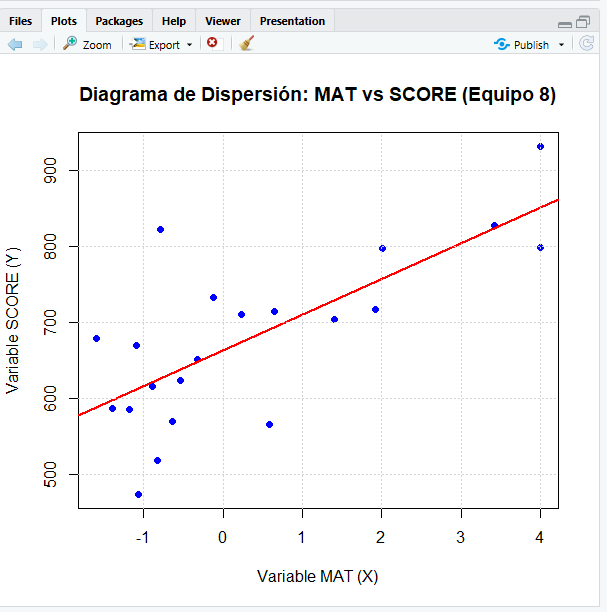 Files Plots Packages Help Viewer Presentation
Zoom Export Publish
Diagrama de Dispersión: MAT vs SCORE (Equipo 8)
900
800
700
600
500
Variable SCORE (Y)
-1 0 1 2 3 4
Variable MAT (X)